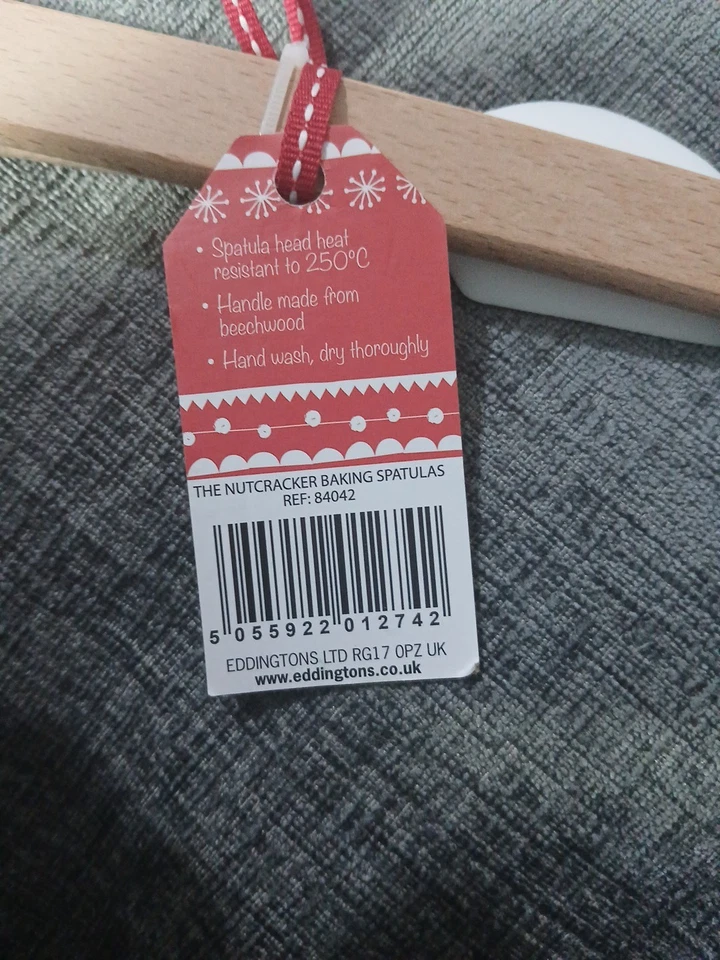 • Spatula head heat
resistant to 250°C
• Handle made from
beechwood
• Hand wash, dry thoroughly
THE NUTCRACKER BAKING SPATULAS
REF: 84042
5 055922 012742
EDDINGTONS LTD RG17 0PZ UK
www.eddingtons.co.uk